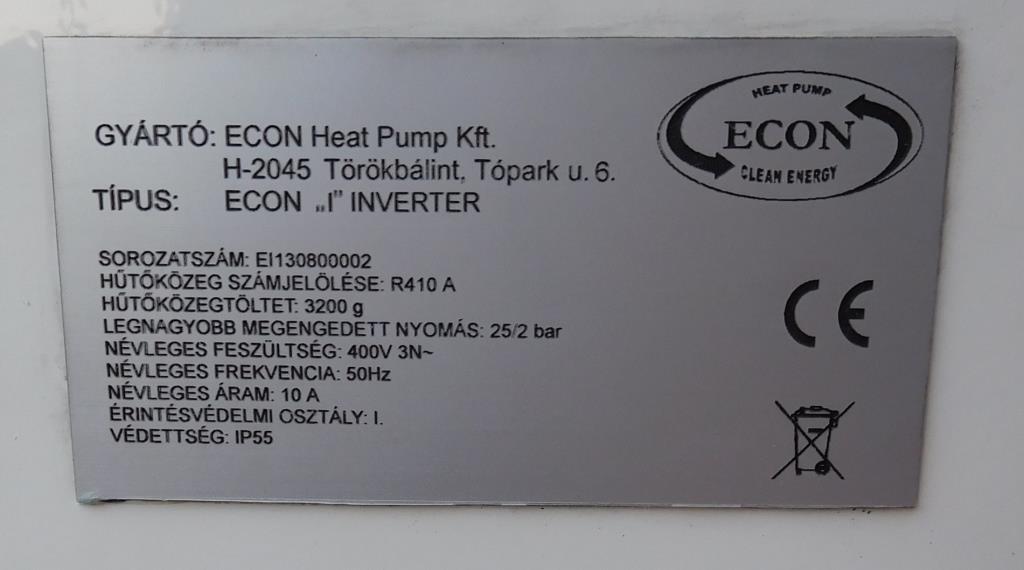 GYÁRTÓ: ECON Heat Pump Kft.
H-2045 Törökbálint, Tópark u. 6.
TÍPUS: ECON „I” INVERTER
HEAT PUMP
ECON
CLEAN ENERGY
SOROZATSZÁM: EI130800002
HŰTŐKÖZEG SZÁMJELÖLÉSE: R410 A
HŰTŐKÖZEGTÖLTET: 3200 g
LEGNAGYOBB MEGENGEDETT NYOMÁS: 25/2 bar
NÉVLEGES FESZÜLTSÉG: 400V 3N~
NÉVLEGES FREKVENCIA: 50Hz
NÉVLEGES ÁRAM: 10 A
ÉRINTÉSVÉDELMI OSZTÁLY: I.
VÉDETTSÉG: IP55
CE